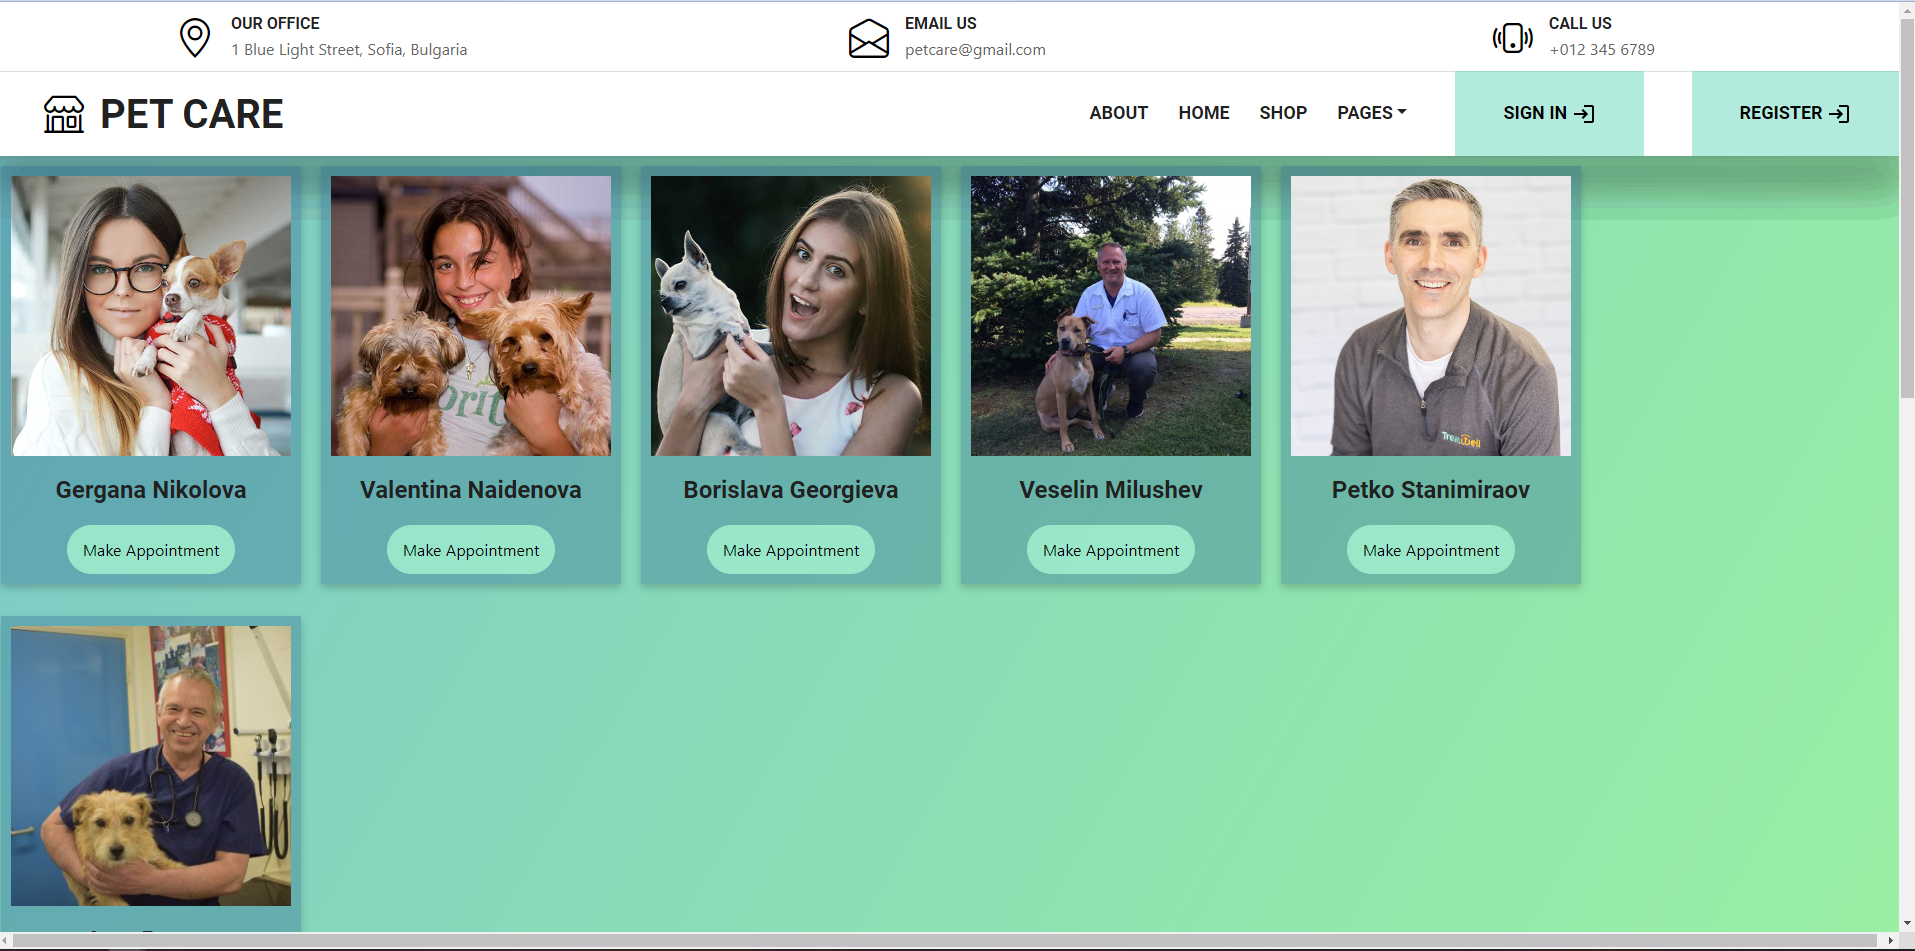 OUR OFFICE
1 Blue Light Street, Sofia, Bulgaria
EMAIL US
petcare@gmail.com
CALL US
+012 345 6789
PET CARE
ABOUT
HOME
SHOP
PAGES
SIGN IN
REGISTER
Gergana Nikolova
Make Appointment
Valentina Naidenova
Make Appointment
Borislava Georgieva
Make Appointment
Veselin Milushev
Make Appointment
Petko Stanimiraov
Make Appointment